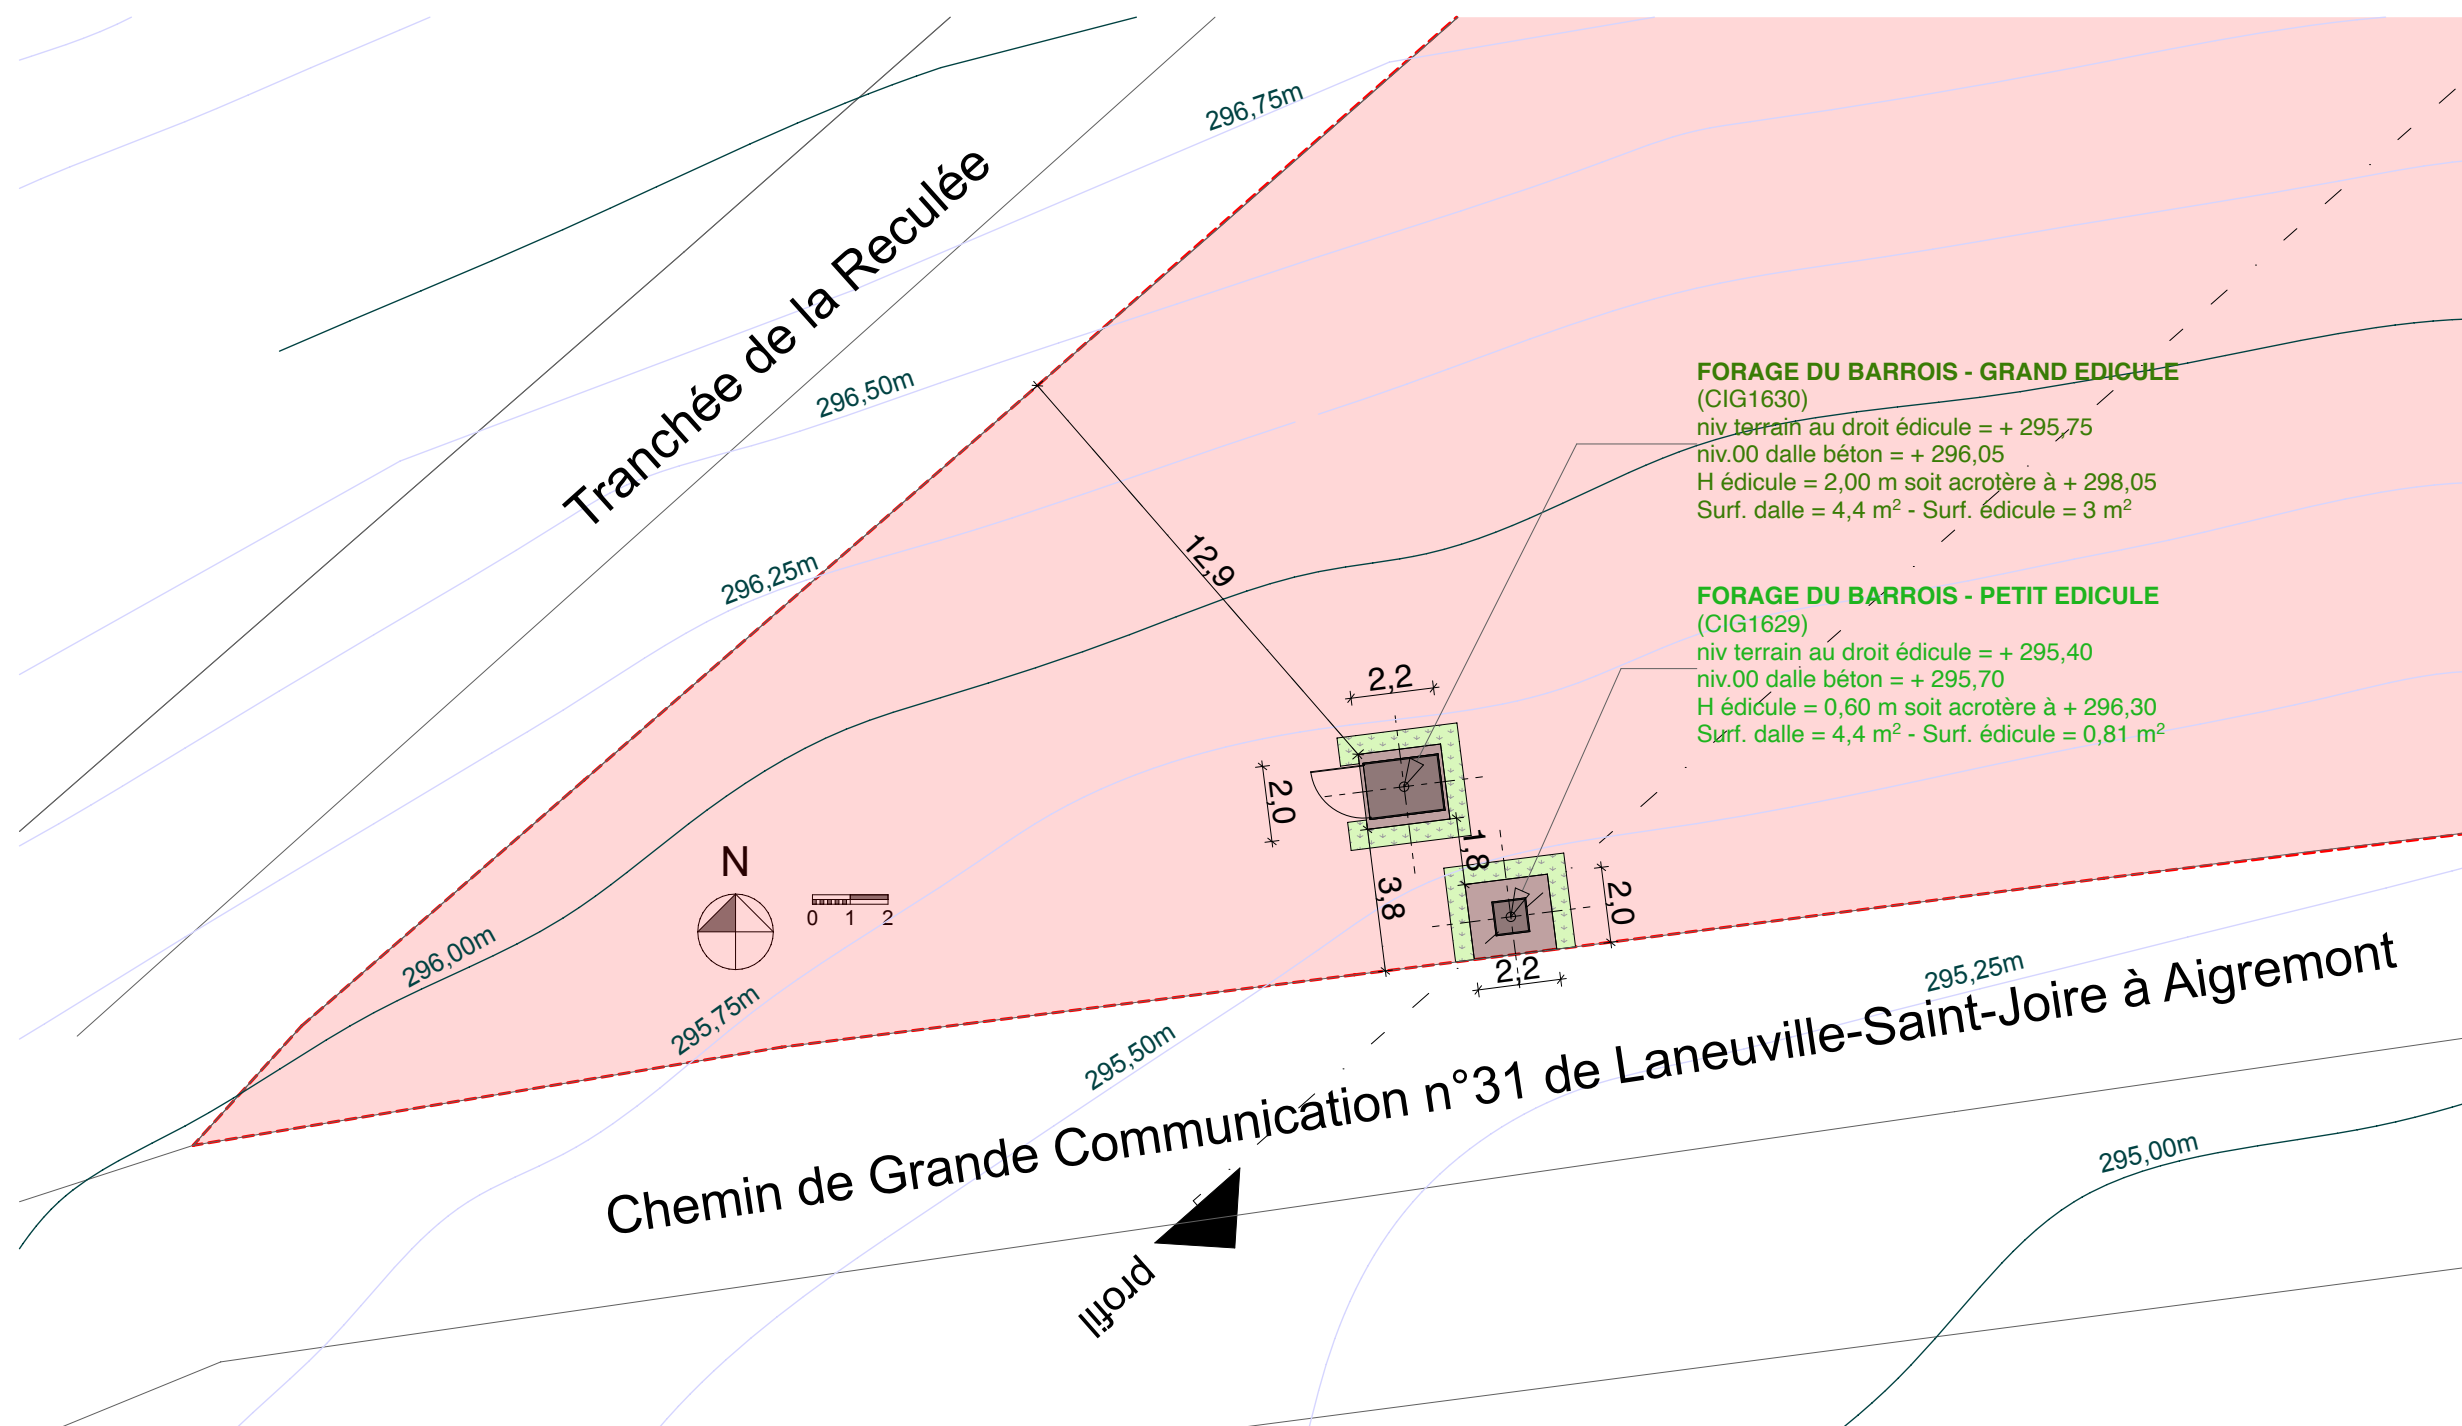 296,75m
Tranchée de la Reculée
296,50m
FORAGE DU BARROIS - GRAND EDICULE
(CIG1630)
niv terrain au droit édicule = + 295,75
niv.00 dalle béton = + 296,05
H édicule = 2,00 m soit acrotère à + 298,05
Surf. dalle = 4,4 m² - Surf. édicule = 3 m²
12,9
296,25m
FORAGE DU BARROIS - PETIT EDICULE
(CIG1629)
niv terrain au droit édicule = + 295,40
niv.00 dalle béton = + 295,70
H édicule = 0,60 m soit acrotère à + 296,30
Surf. dalle = 4,4 m² - Surf. édicule = 0,81 m²
2,2
2,0
1,8
N
0 1 2
3,8
2,0
296,00m
2,2
295,25m
295,75m
295,50m
Chemin de Grande Communication n°31 de Laneuville-Saint-Joire à Aigremont
295,00m
profil